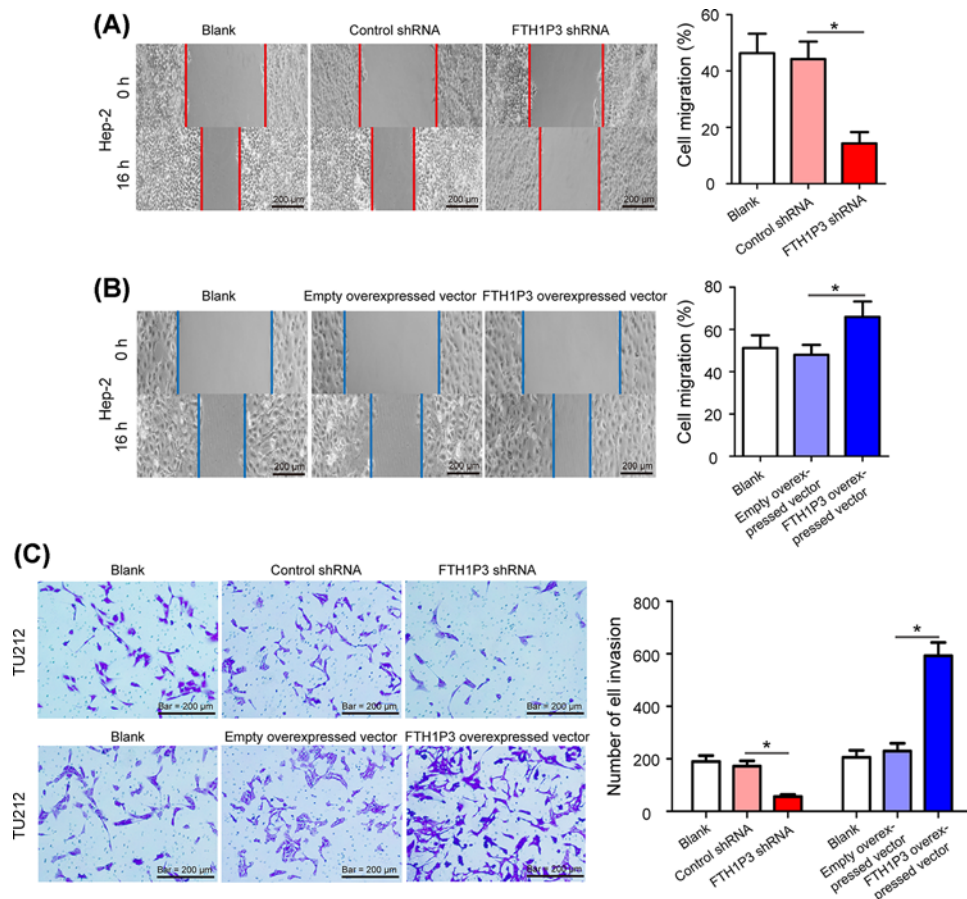 (A)
Blank Control shRNA FTH1P3 shRNA
Hep-2
0 h
16 h
200 μm 200 μm 200 μm
Cell migration (%)
60
40
20
0
*
Blank
Control shRNA
FTH1P3 shRNA
(B)
Blank Empty overexpressed vector FTH1P3 overexpressed vector
Hep-2
0 h
16 h
200 μm 200 μm 200 μm
Cell migration (%)
80
60
40
20
0
*
Blank
Empty overex-
pressed vector
FTH1P3 overex-
pressed vector
(C)
Blank Control shRNA FTH1P3 shRNA
TU212
Bar = 200 μm Bar = 200 μm Bar = 200 μm
Blank Empty overexpressed vector FTH1P3 overexpressed vector
TU212
Bar = 200 μm Bar = 200 μm Bar = 200 μm
Number of ell invasion
800
600
400
200
0
*
*
Blank
Control shRNA
FTH1P3 shRNA
Blank
Empty overex-
pressed vector
FTH1P3 overex-
pressed vector